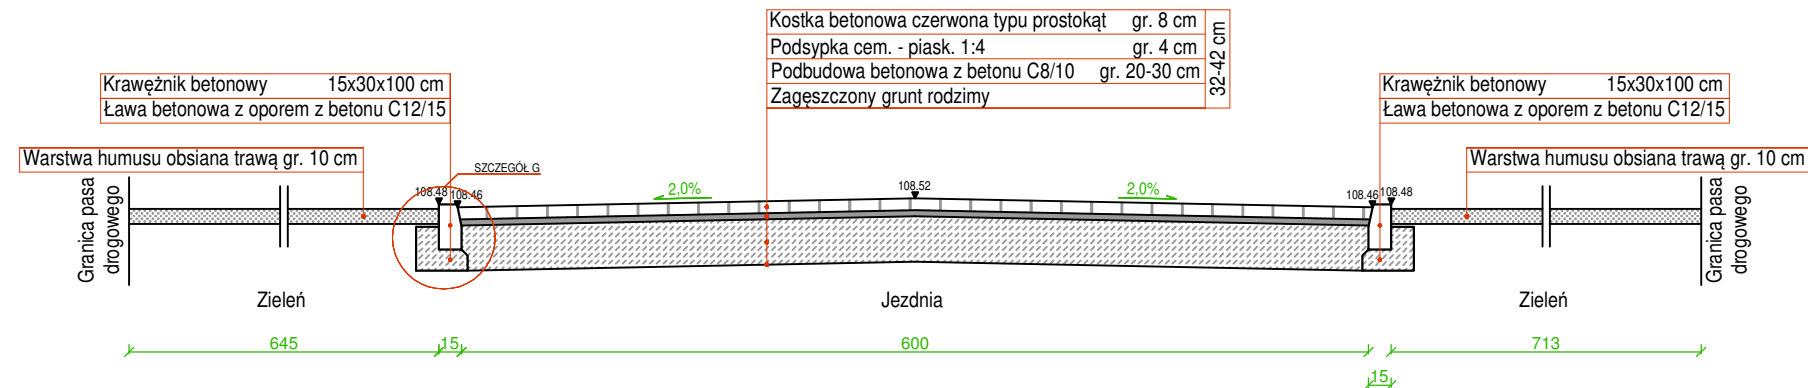 Kostka betonowa czerwona typu prostokąt gr. 8 cm
Podsypka cem. - piask. 1:4 gr. 4 cm
Podbudowa betonowa z betonu C8/10 gr. 20-30 cm
Zagęszczony grunt rodzimy
32-42 cm
Krawężnik betonowy 15x30x100 cm
Ława betonowa z oporem z betonu C12/15
Krawężnik betonowy 15x30x100 cm
Ława betonowa z oporem z betonu C12/15
Warstwa humusu obsiana trawą gr. 10 cm
Warstwa humusu obsiana trawą gr. 10 cm
SZCZEGÓŁ G
108.48
108.46
2,0%
108.52
2,0%
108.46
108.48
Granica pasa
drogowego
Granica pasa
drogowego
Zieleń
Jezdnia
Zieleń
645
15
600
713
15